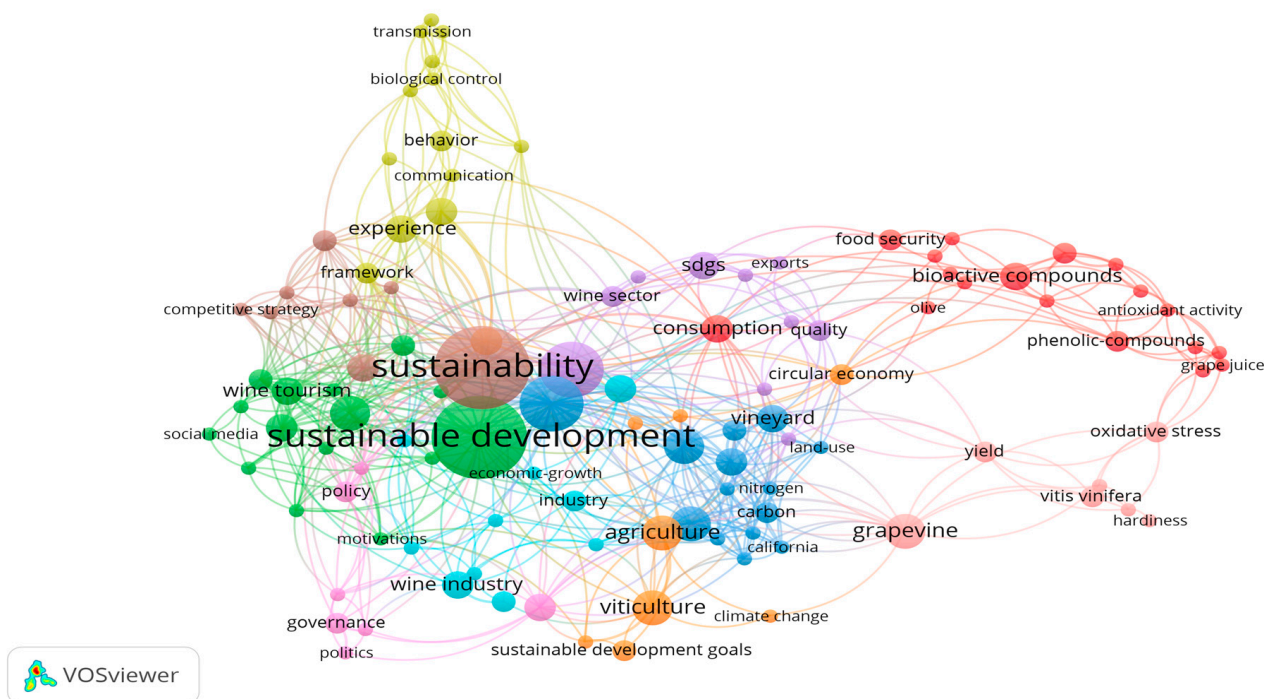 transmission
biological control
behavior
communication
experience
framework
competitive strategy
sdgs
exports
wine sector
consumption
quality
food security
bioactive compounds
olive
antioxidant activity
phenolic-compounds
grape juice
circular economy
sustainability
wine tourism
social media
sustainable development
economic-growth
vineyard
land-use
oxidative stress
yield
policy
industry
nitrogen
carbon
vitis vinifera
hardiness
motivations
agriculture
california
grapevine
wine industry
viticulture
climate change
governance
politics
sustainable development goals
VOSviewer